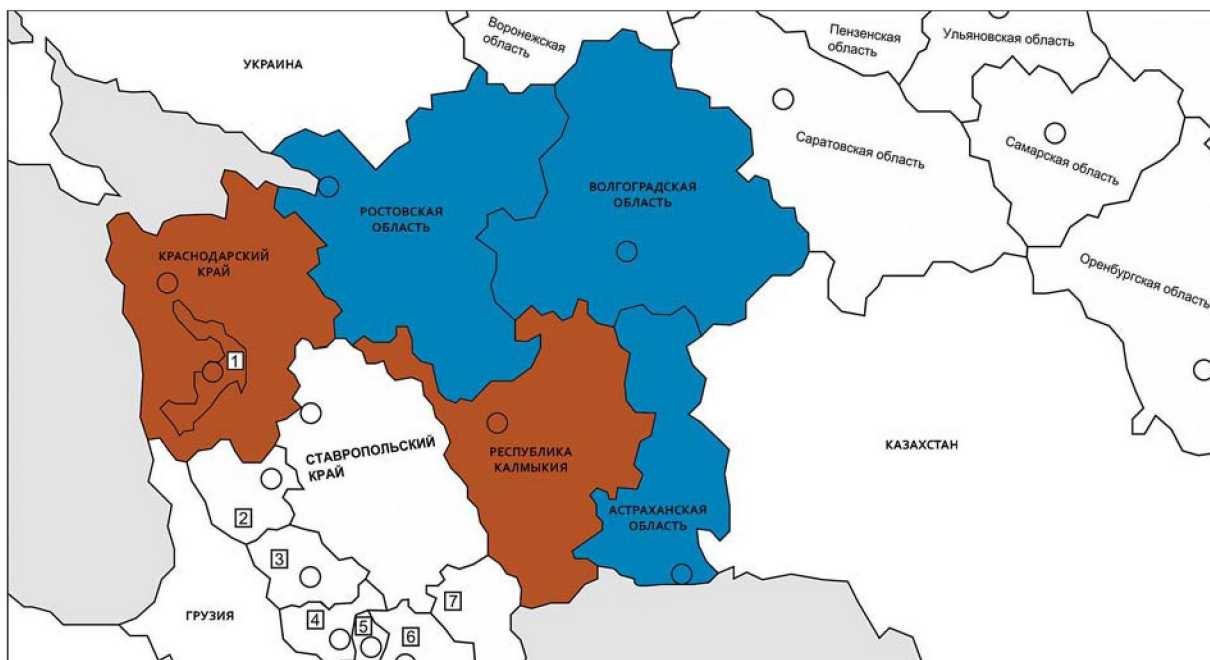 Воронежская
область
Пензенская
область
Ульяновская область
УКРАИНА
Саратовская область
Самарская область
ВОЛГОГРАДСКАЯ
ОБЛАСТЬ
РОСТОВСКАЯ
ОБЛАСТЬ
КРАСНОДАРСКИЙ
КРАЙ
Оренбургская область
1
СТАВРОПОЛЬСКИЙ
КРАЙ
РЕСПУБЛИКА
КАЛМЫКИЯ
КАЗАХСТАН
АСТРАХАНСКАЯ
ОБЛАСТЬ
2
3
ГРУЗИЯ
4
5
6
7